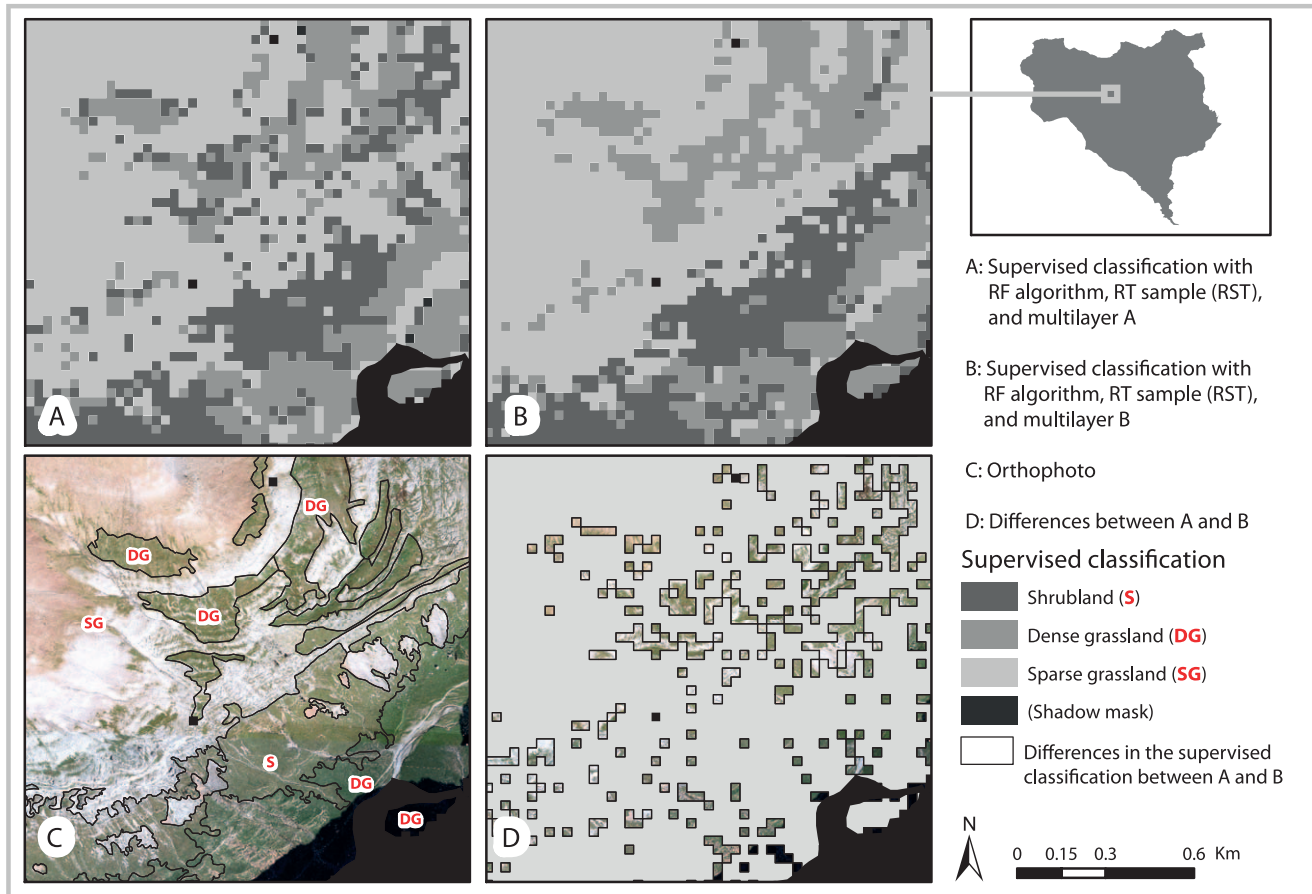 A
B
C
DG
DG
DG
SG
S
DG
DG
D
A: Supervised classification with
RF algorithm, RT sample (RST),
and multilayer A
B: Supervised classification with
RF algorithm, RT sample (RST),
and multilayer B
C: Orthophoto
D: Differences between A and B
Supervised classification
Shrubland (S)
Dense grassland (DG)
Sparse grassland (SG)
(Shadow mask)
Differences in the supervised
classification between A and B
N
0 0.15 0.3 0.6 Km